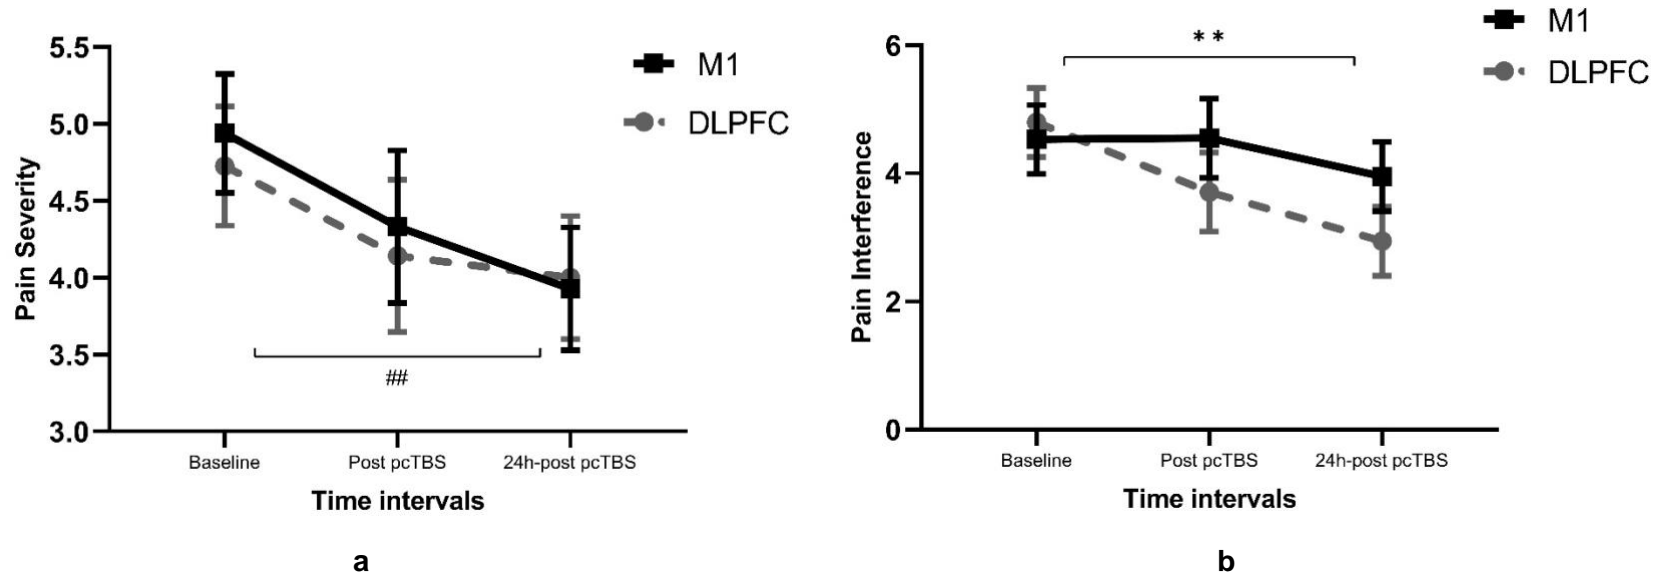 5.5
5.0
4.5
4.0
3.5
3.0
Pain Severity
M1
DLPFC
##
Baseline
Post pcTBS
24h-post pcTBS
Time intervals
a
6
4
2
0
Pain Interference
**
M1
DLPFC
Baseline
Post pcTBS
24h-post pcTBS
Time intervals
b